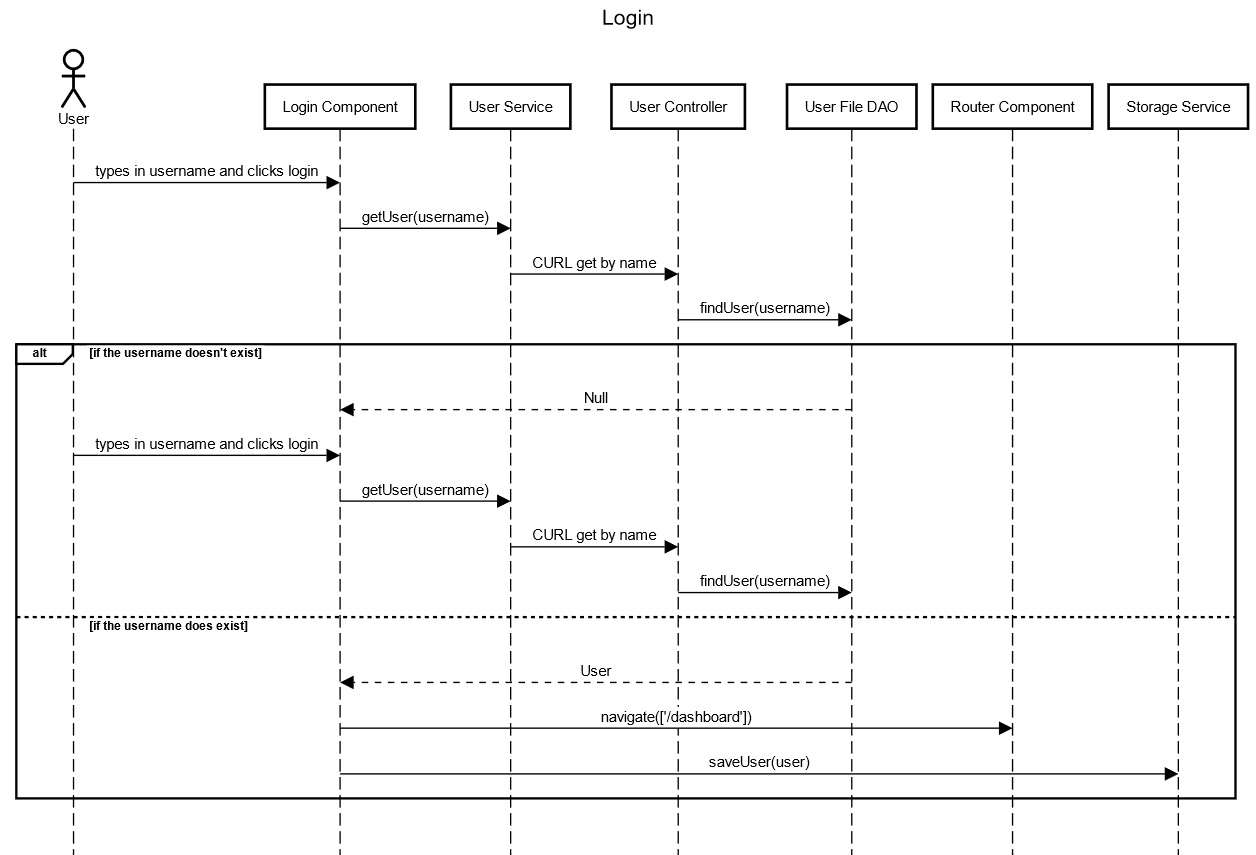 Login
User
Login Component
User Service
User Controller
User File DAO
Router Component
Storage Service
types in username and clicks login
getUser(username)
CURL get by name
findUser(username)
alt
[if the username doesn't exist]
Null
types in username and clicks login
getUser(username)
CURL get by name
findUser(username)
[if the username does exist]
User
navigate(['/dashboard'])
saveUser(user)